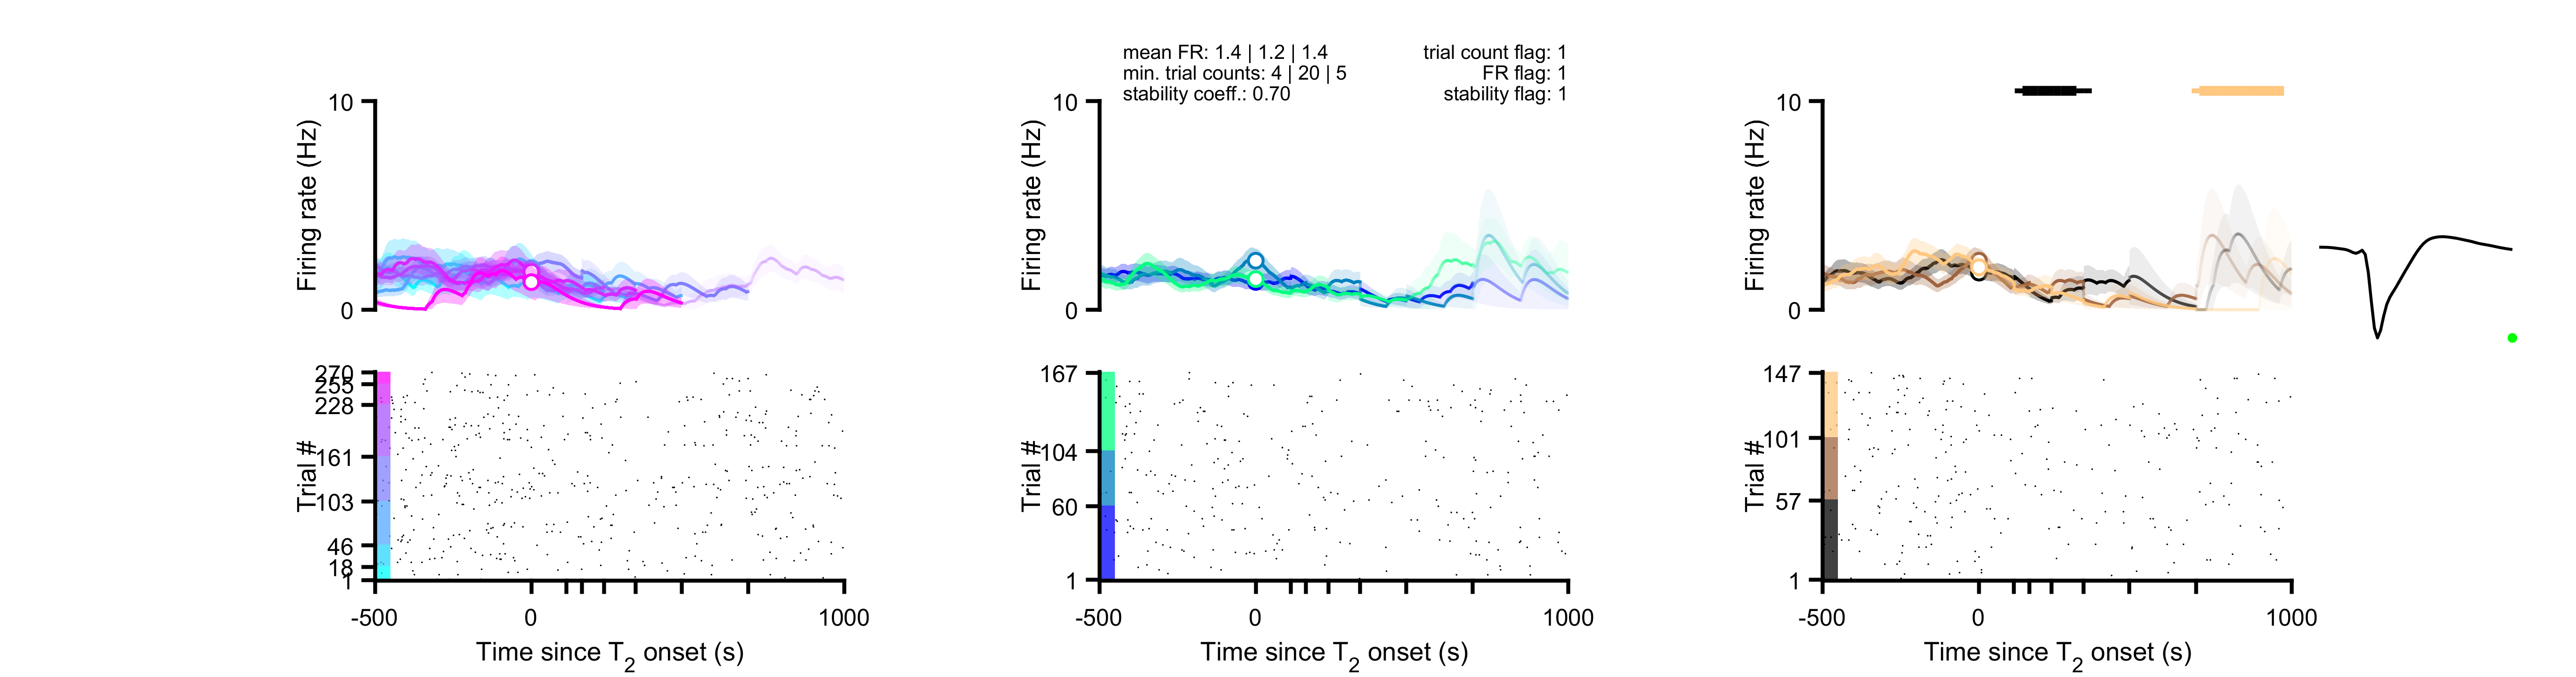 mean FR: 1.4 | 1.2 | 1.4
min. trial counts: 4 | 20 | 5
stability coeff.: 0.70
trial count flag: 1
FR flag: 1
stability flag: 1
10
Firing rate (Hz)
0
10
Firing rate (Hz)
0
10
Firing rate (Hz)
0
270
255
228
161
103
46
18
1
Trial #
-500
0
1000
Time since T2 onset (s)
167
104
60
1
Trial #
-500
0
1000
Time since T2 onset (s)
147
101
57
1
Trial #
-500
0
1000
Time since T2 onset (s)